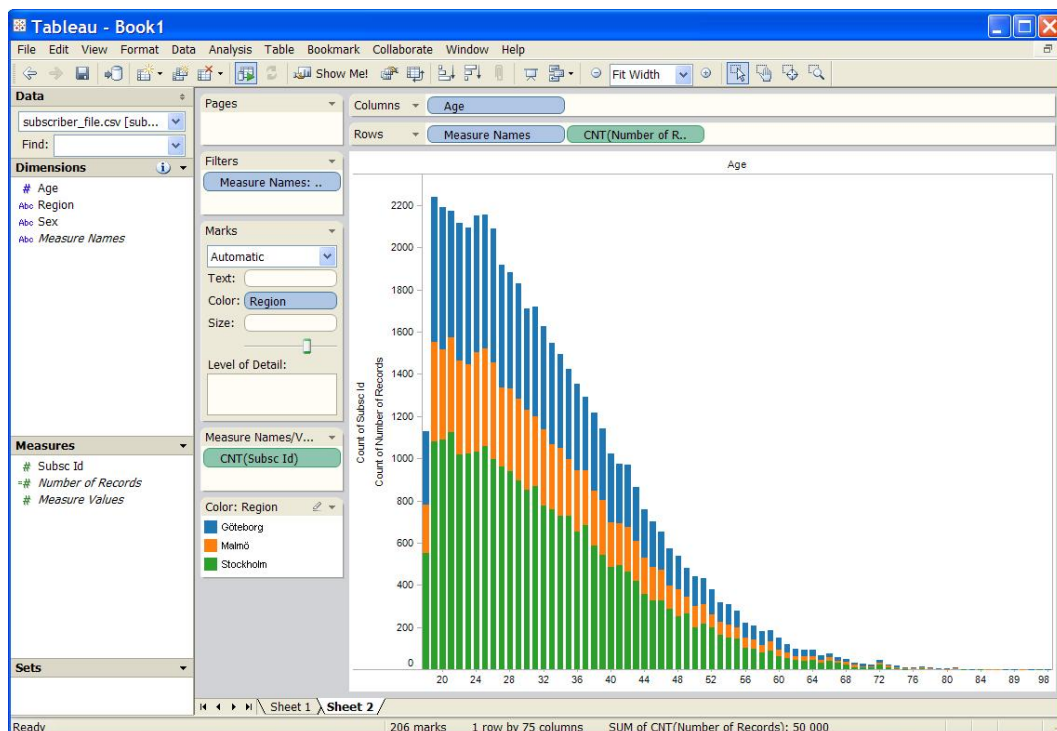 Tableau - Book1
File Edit View Format Data Analysis Table Bookmark Collaborate Window Help
Show Me! Fit Width
Data
subscriber_file.csv [sub...
Find:
Dimensions
# Age
Abc Region
Abc Sex
Abc Measure Names
Measures
# Subsc Id
=# Number of Records
# Measure Values
Sets
Pages
Filters
Measure Names: ..
Marks
Automatic
Text:
Color: Region
Size:
Level of Detail:
Measure Names/V...
CNT(Subsc Id)
Color: Region
Göteborg
Malmö
Stockholm
Columns Age
Rows Measure Names CNT(Number of R..
Age
Count of Subsc Id
Count of Number of Records
2200
2000
1800
1600
1400
1200
1000
800
600
400
200
0
20 24 28 32 36 40 44 48 52 56 60 64 68 72 76 80 84 89 98
Sheet 1 Sheet 2
Ready 206 marks 1 row by 75 columns SUM of CNT(Number of Records): 50 000